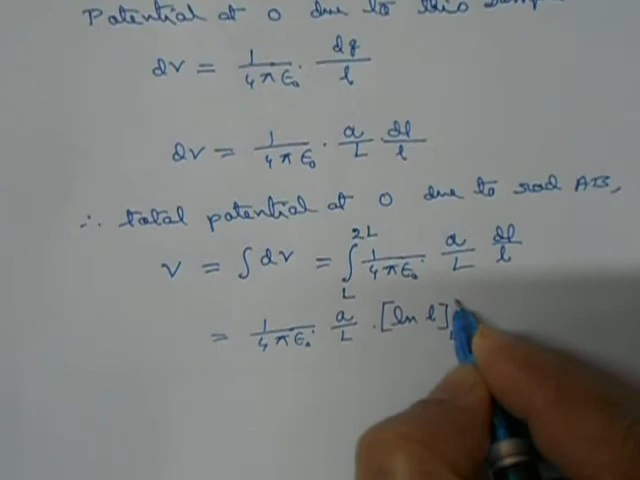 Potential at O due to this
dV = 1/4πϵ₀ · dq/l
dV = 1/4πϵ₀ · Q/L · dl/l
∴ total potential at O due to rod AB,
V = ∫ dV = ∫_L^2L 1/4πϵ₀ Q/L dl/l
= 1/4πϵ₀ Q/L · [ln l]